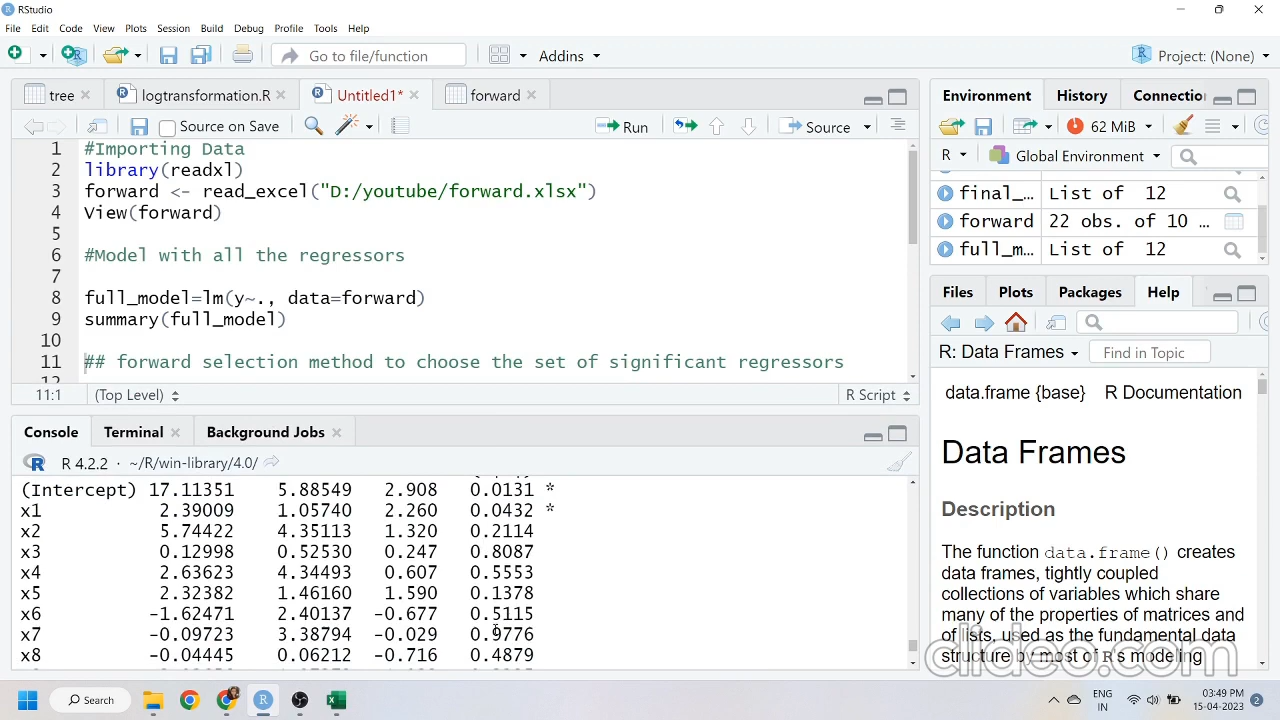 RStudio
File Edit Code View Plots Session Build Debug Profile Tools Help
Go to file/function Addins Project: (None)
tree logtransformation.R Untitled1* forward
Source on Save Run Source
1 #Importing Data
2 library(readxl)
3 forward <- read_excel("D:/youtube/forward.xlsx")
4 View(forward)
5
6 #Model with all the regressors
7
8 full_model=lm(y~., data=forward)
9 summary(full_model)
10
11 ## forward selection method to choose the set of significant regressors
12
11:1 (Top Level) R Script
Console Terminal Background Jobs
R 4.2.2 · ~/R/win-library/4.0/
(Intercept) 17.11351 5.88549 2.908 0.0131 *
x1 2.39009 1.05740 2.260 0.0432 *
x2 5.74422 4.35113 1.320 0.2114
x3 0.12998 0.52530 0.247 0.8087
x4 2.63623 4.34493 0.607 0.5553
x5 2.32382 1.46160 1.590 0.1378
x6 -1.62471 2.40137 -0.677 0.5115
x7 -0.09723 3.38794 -0.029 0.9776
x8 -0.04445 0.06212 -0.716 0.4879
Environment History Connectio
62 MiB
R Global Environment
final_… List of 12
forward 22 obs. of 10 …
full_m… List of 12
Files Plots Packages Help
R: Data Frames Find in Topic
data.frame {base} R Documentation
Data Frames
Description
The function data.frame() creates
data frames, tightly coupled
collections of variables which share
many of the properties of matrices and
of lists, used as the fundamental data
structure by most of R's modeling
clideo.com
Search
ENG
IN
03:49 PM
15-04-2023
2